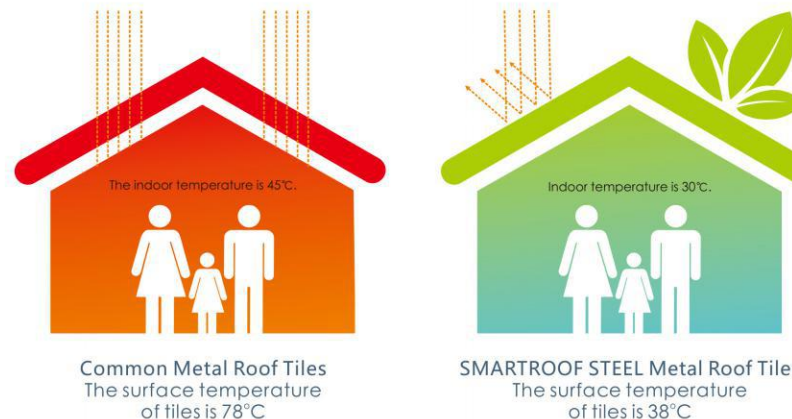 The indoor temperature is 45℃.
Common Metal Roof Tiles
The surface temperature
of tiles is 78°C
Indoor temperature is 30℃.
SMARTROOF STEEL Metal Roof Tile
The surface temperature
of tiles is 38°C